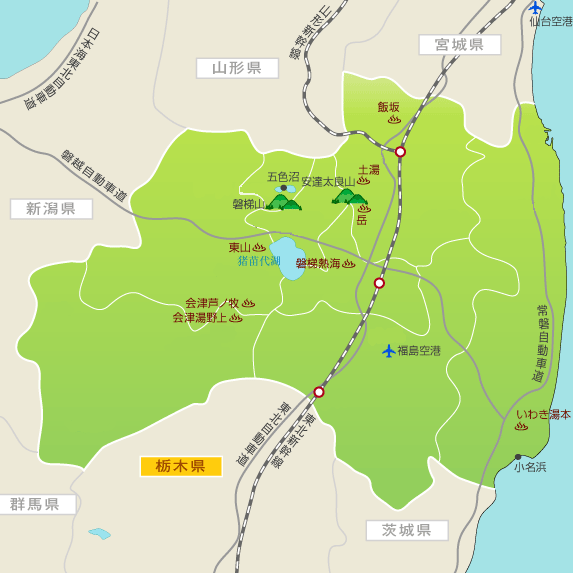 仙台空港
宮城県
山形新幹線
日本海東北自動車道
山形県
飯坂
磐越自動車道
土湯
五色沼
安達太良山
磐梯山
新潟県
岳
東山
猪苗代湖
磐梯熱海
会津芦ノ牧
会津湯野上
常磐自動車道
福島空港
いわき湯本
東北新幹線
東北自動車道
栃木県
小名浜
群馬県
茨城県